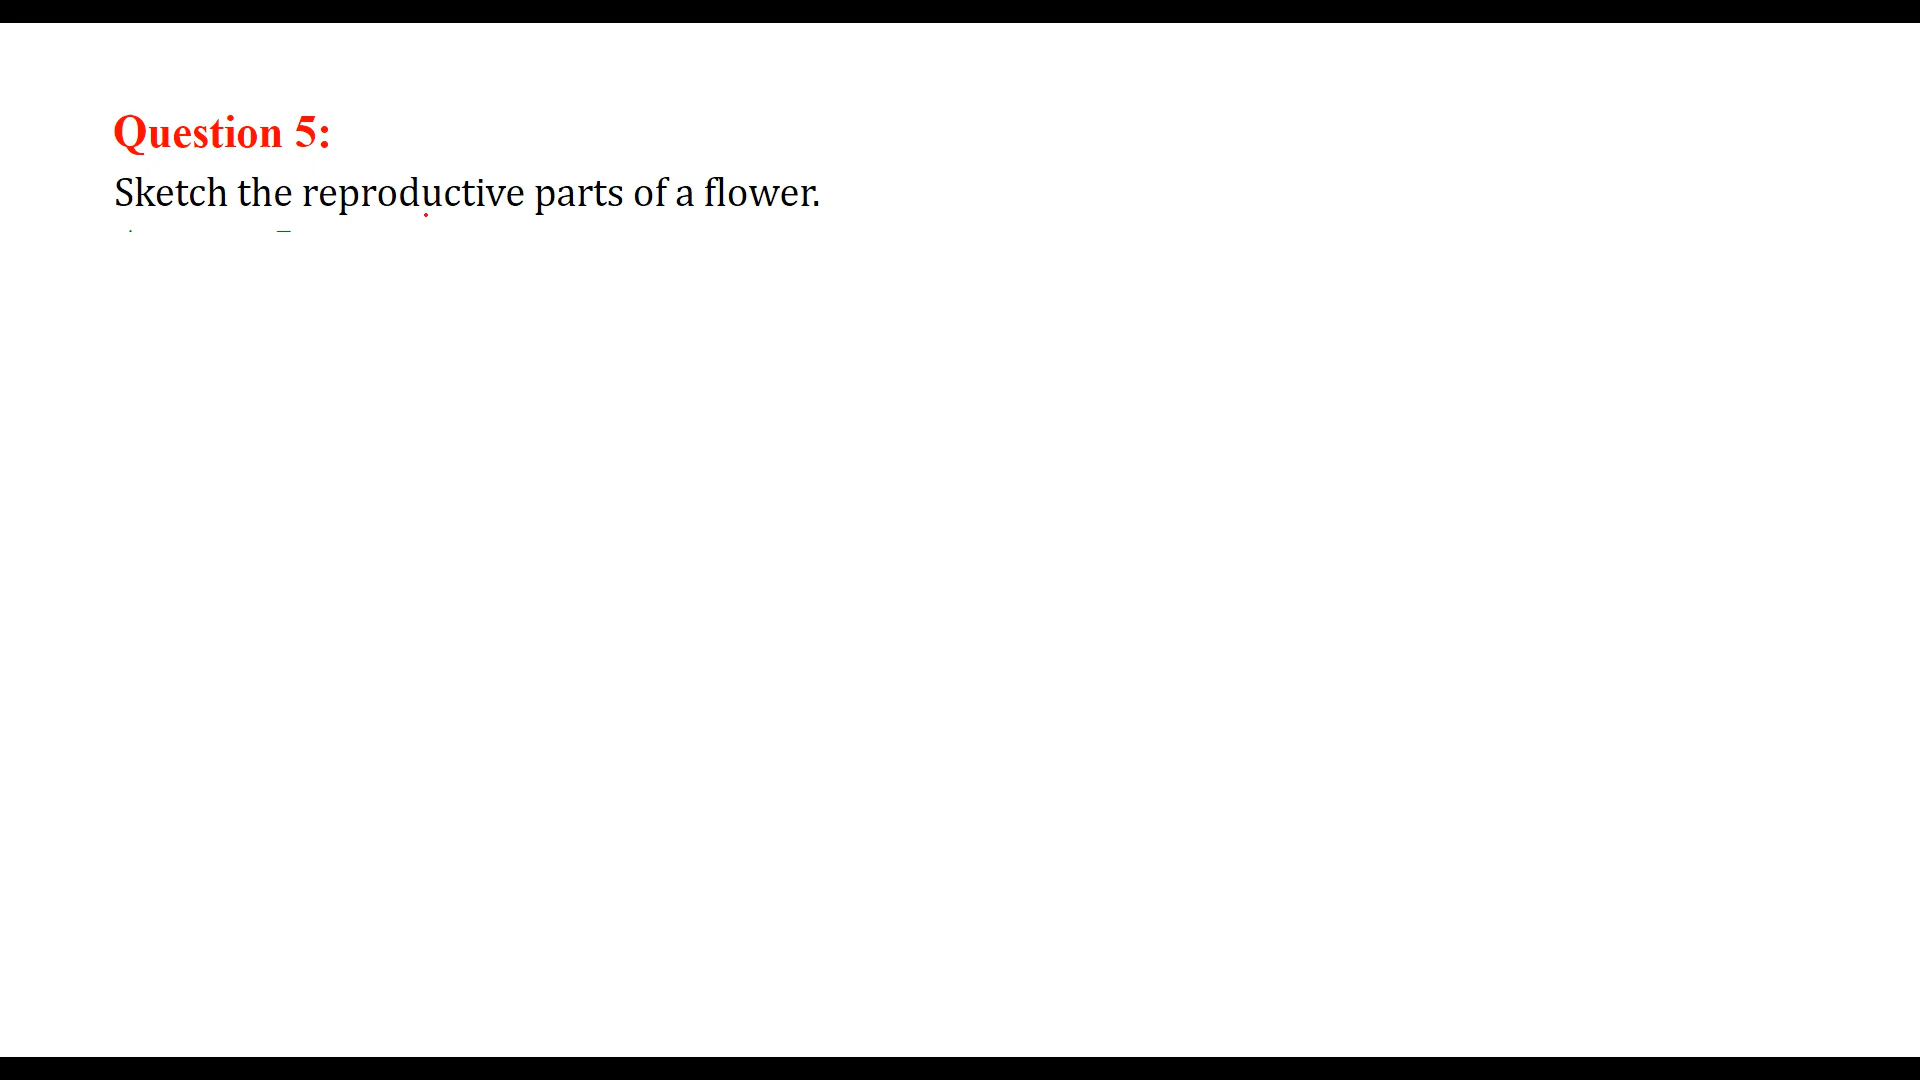 Question 5:
Sketch the reproductive parts of a flower.